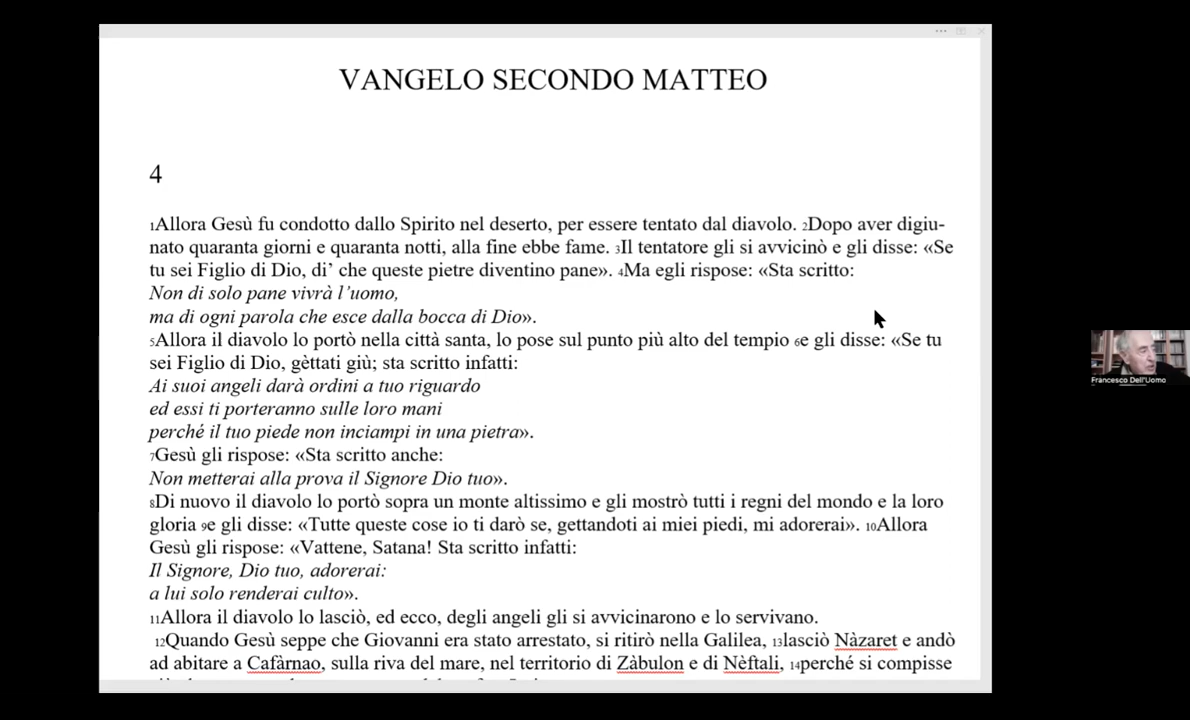 VANGELO SECONDO MATTEO
4
1Allora Gesù fu condotto dallo Spirito nel deserto, per essere tentato dal diavolo. 2Dopo aver digiu-
nato quaranta giorni e quaranta notti, alla fine ebbe fame. 3Il tentatore gli si avvicinò e gli disse: «Se
tu sei Figlio di Dio, di’ che queste pietre diventino pane». 4Ma egli rispose: «Sta scritto:
Non di solo pane vivrà l’uomo,
ma di ogni parola che esce dalla bocca di Dio».
5Allora il diavolo lo portò nella città santa, lo pose sul punto più alto del tempio 6e gli disse: «Se tu
sei Figlio di Dio, gèttati giù; sta scritto infatti:
Ai suoi angeli darà ordini a tuo riguardo
ed essi ti porteranno sulle loro mani
perché il tuo piede non inciampi in una pietra».
7Gesù gli rispose: «Sta scritto anche:
Non metterai alla prova il Signore Dio tuo».
8Di nuovo il diavolo lo portò sopra un monte altissimo e gli mostrò tutti i regni del mondo e la loro
gloria 9e gli disse: «Tutte queste cose io ti darò se, gettandoti ai miei piedi, mi adorerai». 10Allora
Gesù gli rispose: «Vattene, Satana! Sta scritto infatti:
Il Signore, Dio tuo, adorerai:
a lui solo renderai culto».
11Allora il diavolo lo lasciò, ed ecco, degli angeli gli si avvicinarono e lo servivano.
12Quando Gesù seppe che Giovanni era stato arrestato, si ritirò nella Galilea, 13lasciò Nàzaret e andò
ad abitare a Cafàrnao, sulla riva del mare, nel territorio di Zàbulon e di Nèftali, 14perché si compisse
Francesco Dell'Uomo